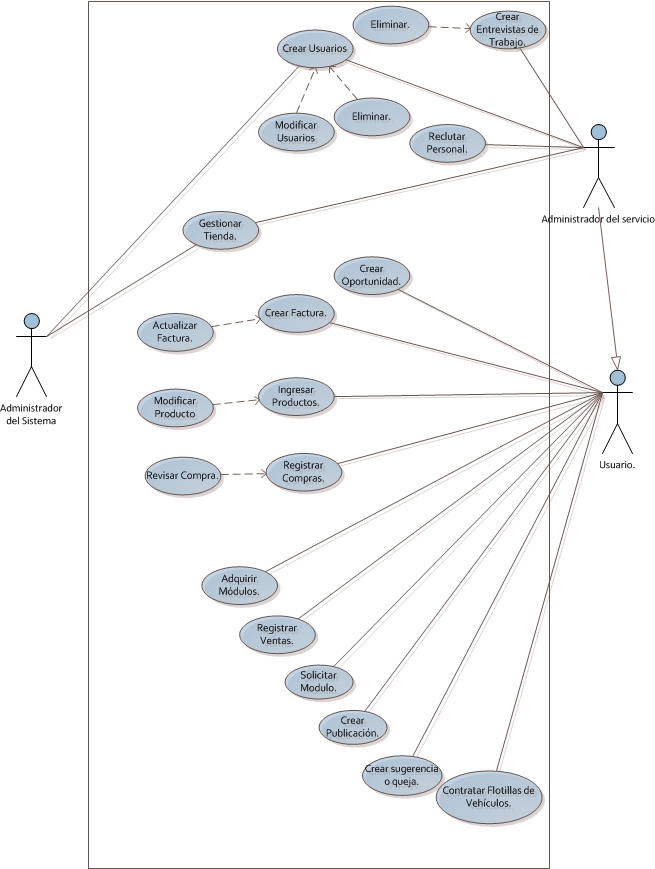 Eliminar.
Crear
Entrevistas de
Trabajo.
Crear Usuarios
Modificar
Usuarios
Eliminar.
Reclutar
Personal.
Administrador del servicio
Gestionar
Tienda.
Crear
Oportunidad.
Crear Factura.
Actualizar
Factura.
Administrador
del Sistema
Ingresar
Productos.
Modificar
Producto
Usuario.
Registrar
Compras.
Revisar Compra.
Adquirir
Módulos.
Registrar
Ventas.
Solicitar
Modulo.
Crear
Publicación.
Crear sugerencia
o queja.
Contratar Flotillas de
Vehículos.